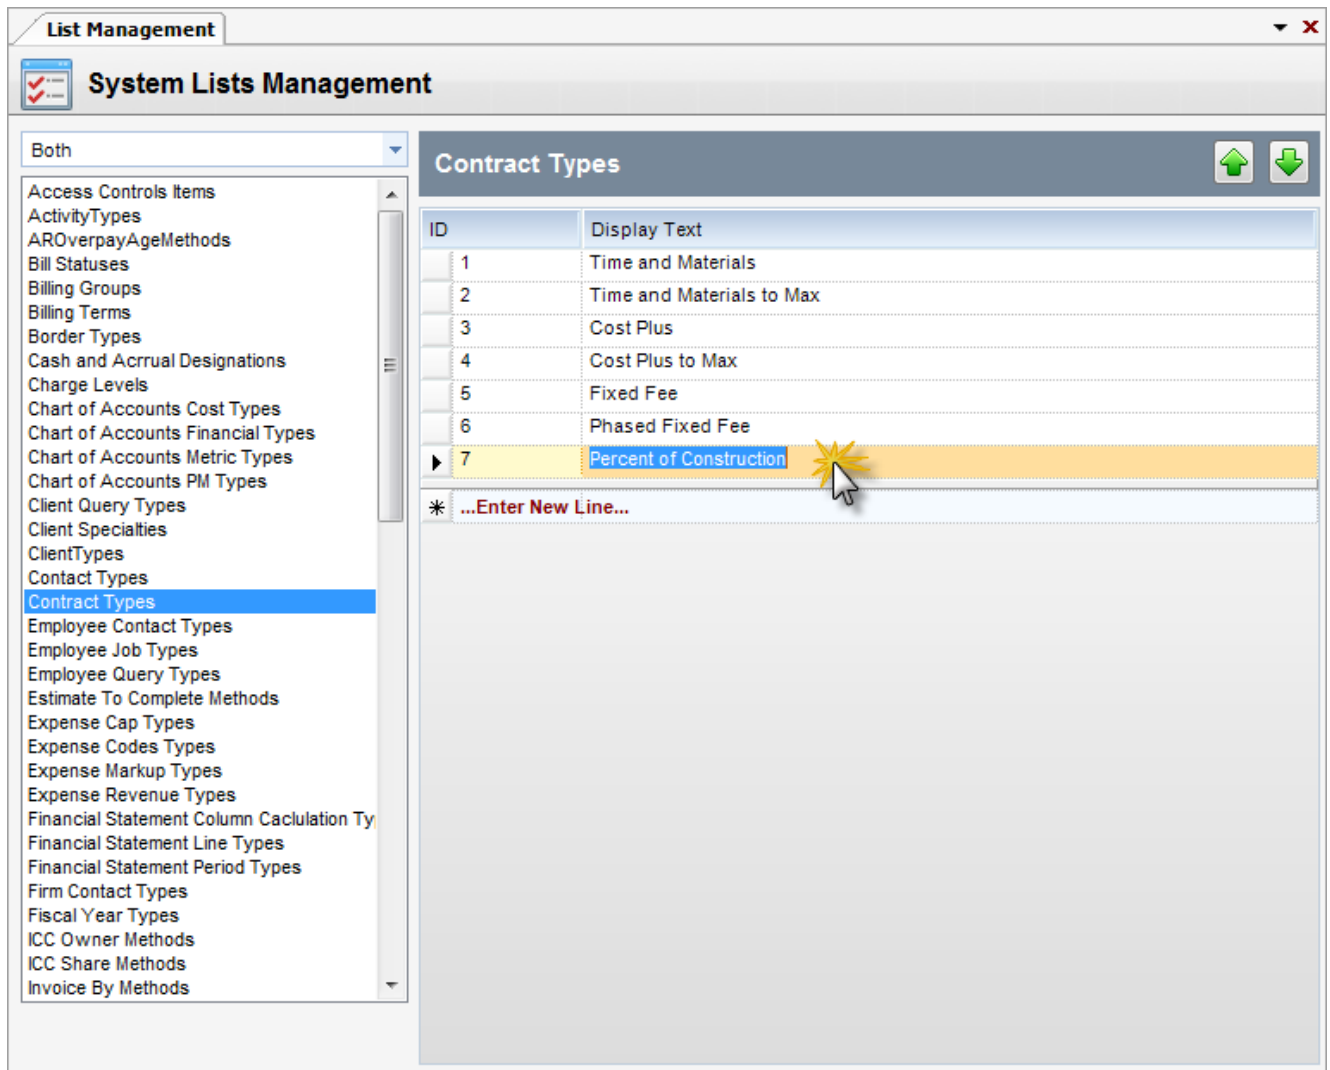 List Management
System Lists Management
Both
Access Controls Items
ActivityTypes
AROverpayAgeMethods
Bill Statuses
Billing Groups
Billing Terms
Border Types
Cash and Acrrual Designations
Charge Levels
Chart of Accounts Cost Types
Chart of Accounts Financial Types
Chart of Accounts Metric Types
Chart of Accounts PM Types
Client Query Types
Client Specialties
ClientTypes
Contact Types
Contract Types
Employee Contact Types
Employee Job Types
Employee Query Types
Estimate To Complete Methods
Expense Cap Types
Expense Codes Types
Expense Markup Types
Expense Revenue Types
Financial Statement Column Caclulation Ty
Financial Statement Line Types
Financial Statement Period Types
Firm Contact Types
Fiscal Year Types
ICC Owner Methods
ICC Share Methods
Invoice By Methods
Contract Types
ID Display Text
1 Time and Materials
2 Time and Materials to Max
3 Cost Plus
4 Cost Plus to Max
5 Fixed Fee
6 Phased Fixed Fee
7 Percent of Construction
...Enter New Line...